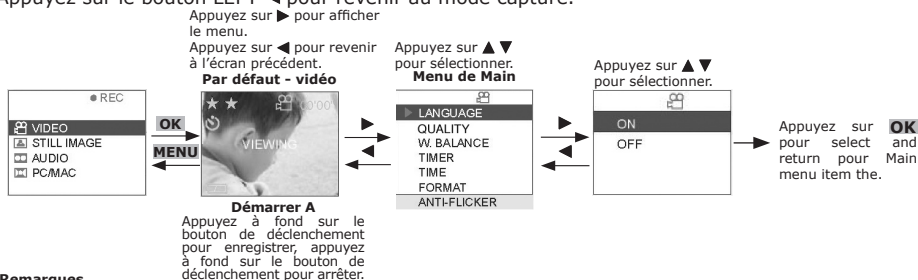 Appuyez sur le bouton LEFT ◀ pour revenir au mode capture.
Appuyez sur ▶ pour afficher
le menu.
Appuyez sur ◀ pour revenir
à l'écran précédent.
Par défaut - vidéo
Appuyez sur ▲ ▼
pour sélectionner.
Menu de Main
Appuyez sur ▲ ▼
pour sélectionner.
● REC
VIDEO
STILL IMAGE
AUDIO
PC/MAC
OK
MENU
00'00
VIEWING
▶ LANGUAGE
QUALITY
W. BALANCE
TIMER
TIME
FORMAT
ANTI-FLICKER
ON
OFF
Appuyez sur OK
pour select and
return pour Main
menu item the.
Démarrer A
Appuyez à fond sur le
bouton de déclenchement
pour enregistrer, appuyez
à fond sur le bouton de
déclenchement pour arrêter.
Remarques